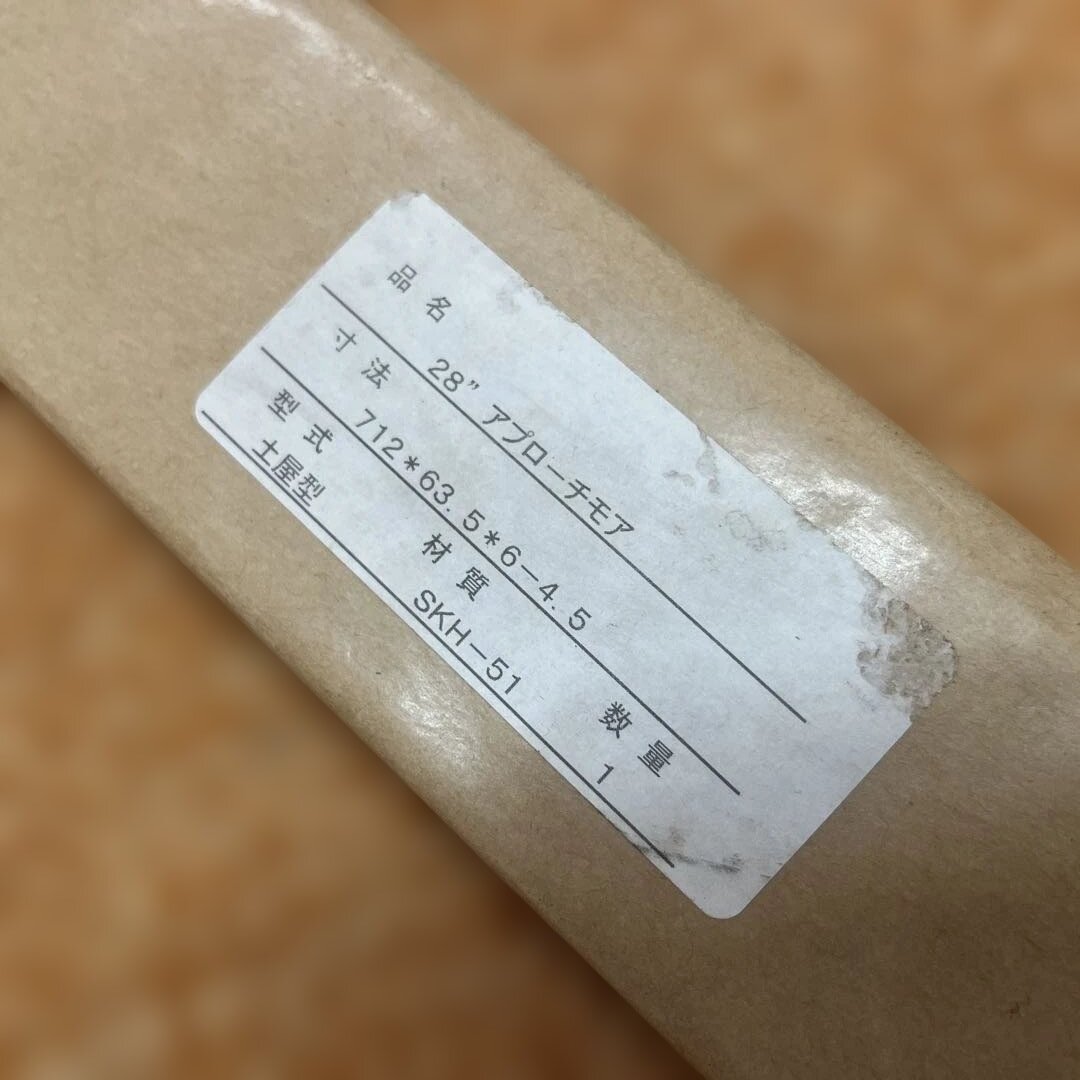 品名 28” アプローチモア
寸法 712*63.5*6-4.5
型式 材質 数量
土屋型 SKH-51 1